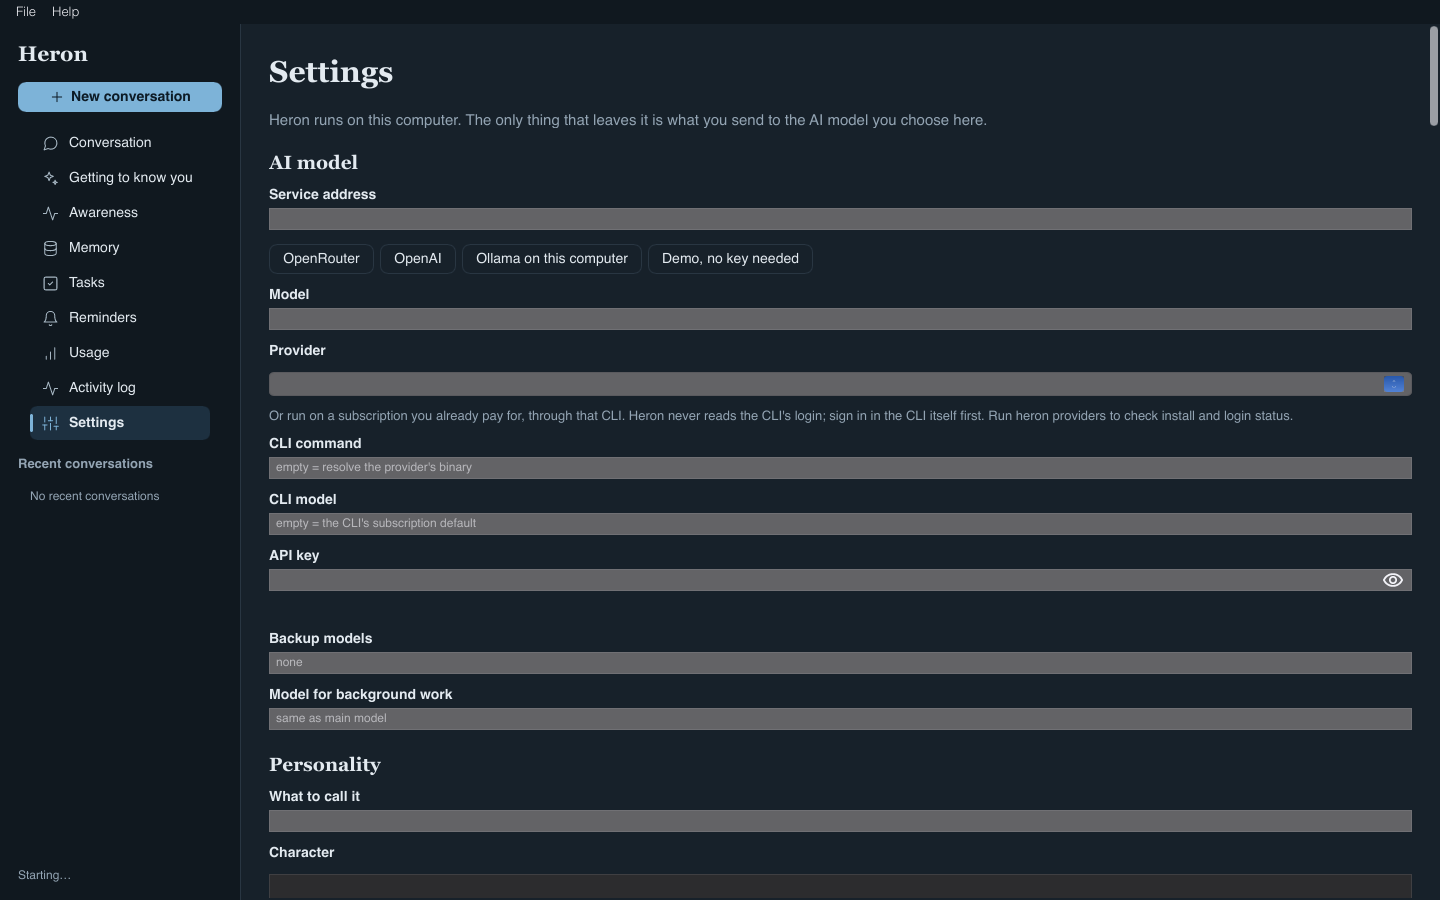 File Help
Heron
New conversation
Conversation
Getting to know you
Awareness
Memory
Tasks
Reminders
Usage
Activity log
Settings
Recent conversations
No recent conversations
Starting…
Settings
Heron runs on this computer. The only thing that leaves it is what you send to the AI model you choose here.
AI model
Service address
OpenRouter OpenAI Ollama on this computer Demo, no key needed
Model
Provider
Or run on a subscription you already pay for, through that CLI. Heron never reads the CLI's login; sign in in the CLI itself first. Run heron providers to check install and login status.
CLI command
empty = resolve the provider's binary
CLI model
empty = the CLI's subscription default
API key
Backup models
none
Model for background work
same as main model
Personality
What to call it
Character